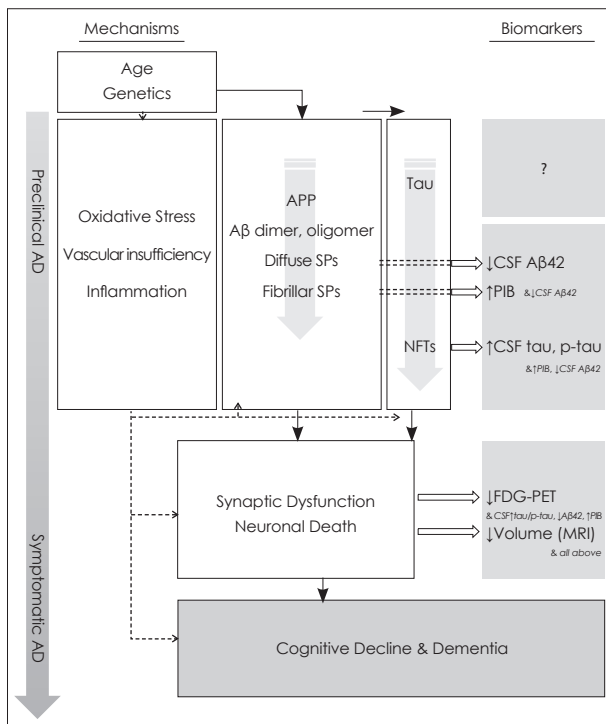 Mechanisms
Biomarkers
Age
Genetics
Preclinical AD
Symptomatic AD
Oxidative Stress
Vascular insufficiency
Inflammation
APP
Aβ dimer, oligomer
Diffuse SPs
Fibrillar SPs
Tau
NFTs
?
↓CSF Aβ42
↑PIB & ↓CSF Aβ42
↑CSF tau, p-tau
& ↑PIB, ↓CSF Aβ42
Synaptic Dysfunction
Neuronal Death
↓FDG-PET
& CSF↑tau/p-tau, ↓Aβ42, ↑PIB
↓Volume (MRI)
& all above
Cognitive Decline & Dementia